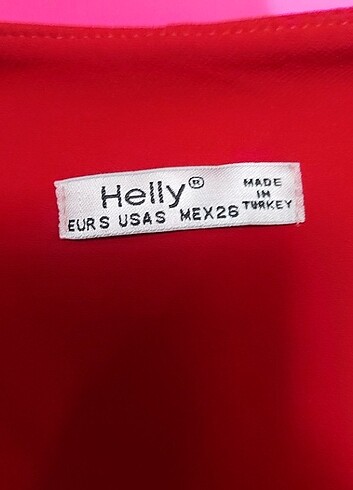 Helly®
MADE
IN
TURKEY
EUR S USA S MEX 26